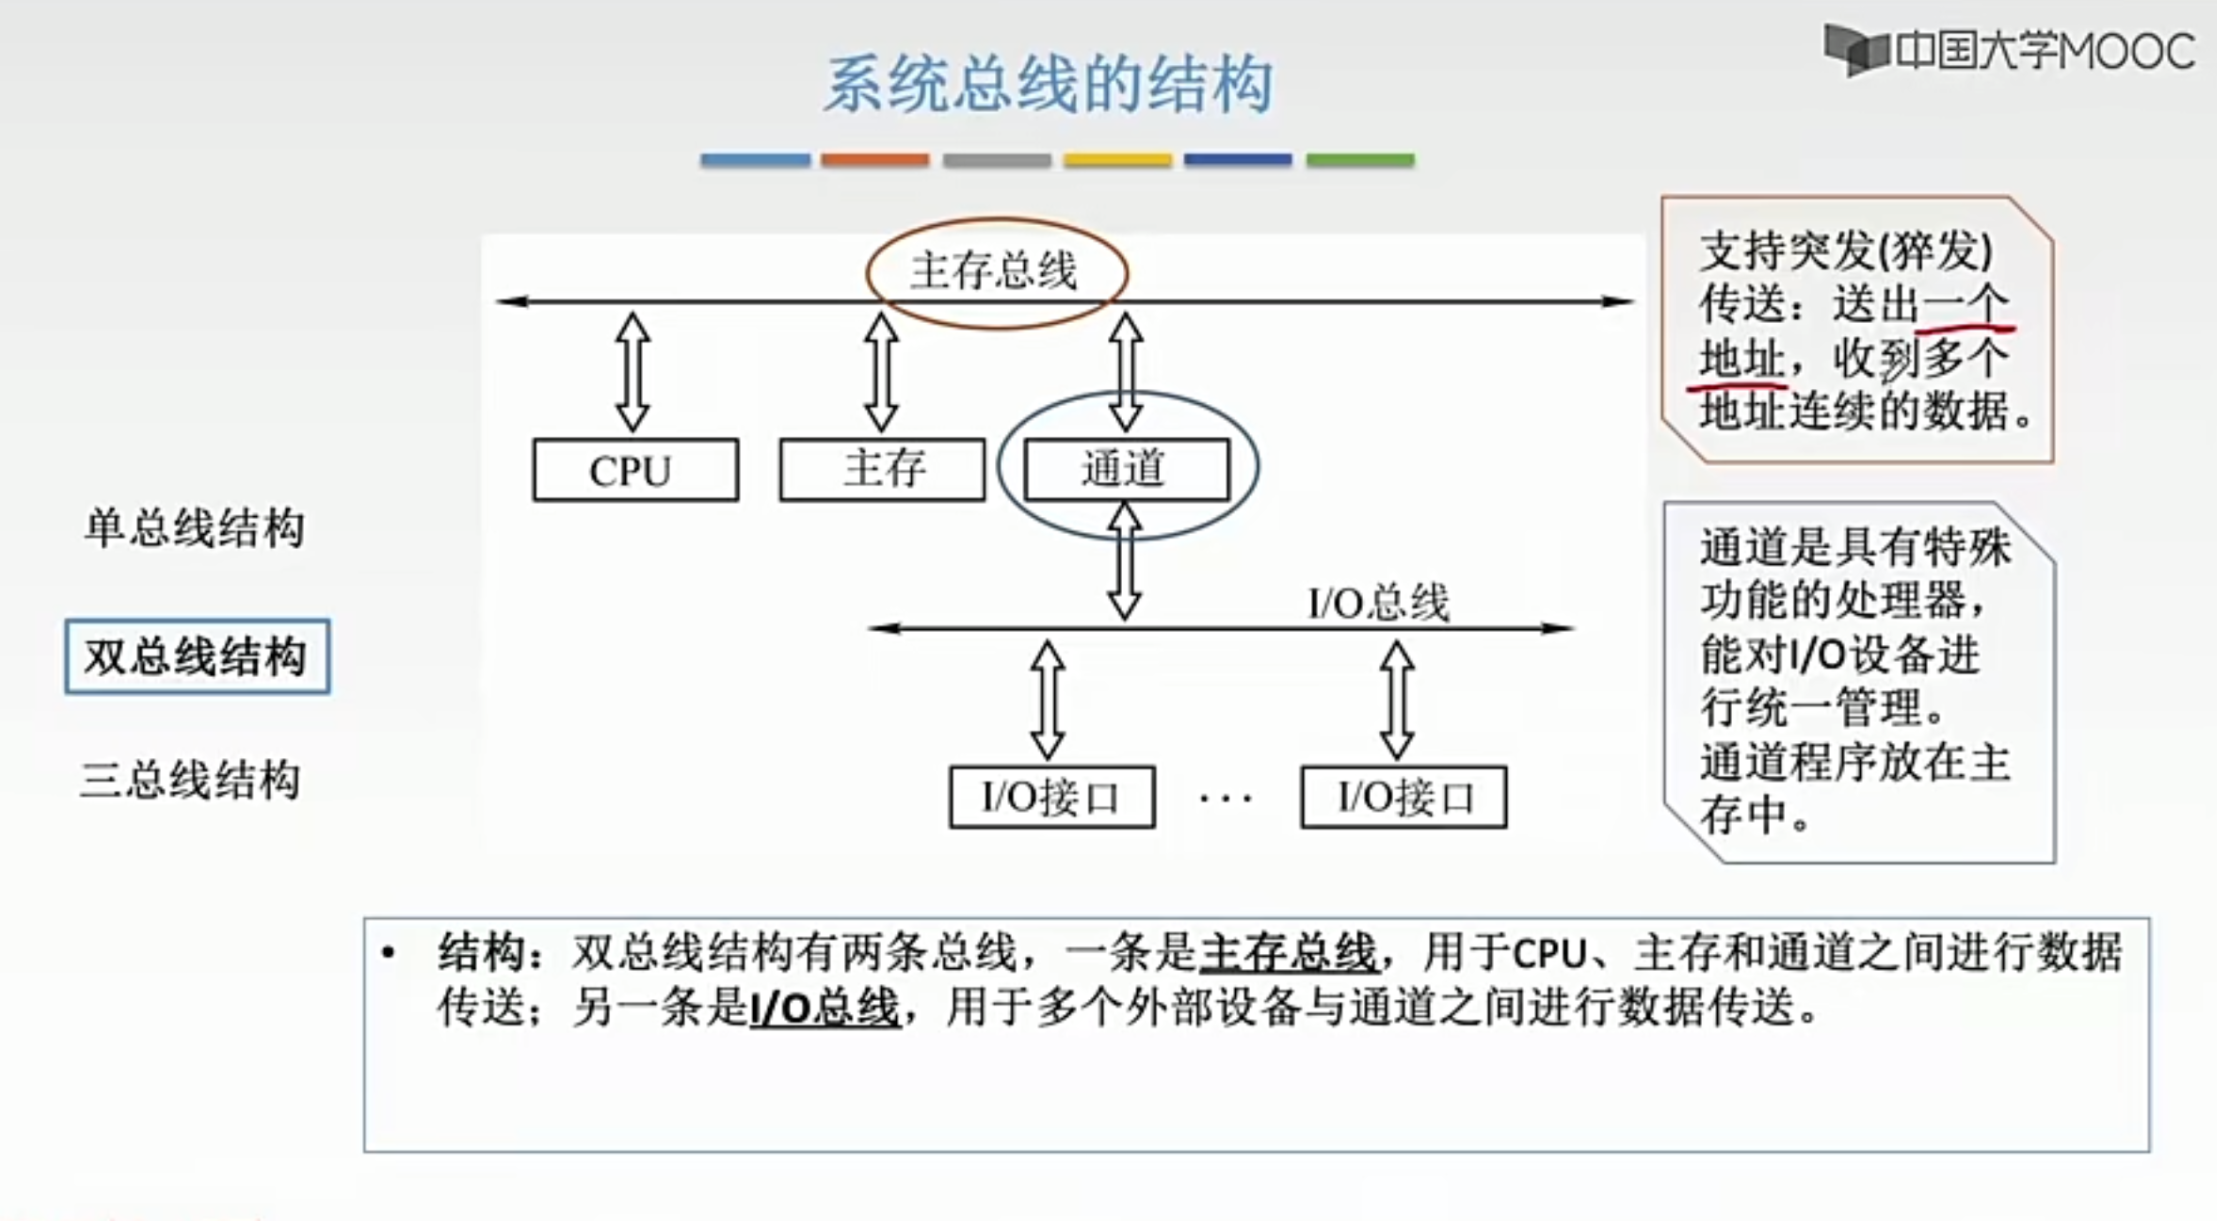 中国大学MOOC
系统总线的结构
主存总线
CPU
主存
通道
I/O总线
I/O接口
···
I/O接口
支持突发(猝发)
传送：送出一个
地址，收到多个
地址连续的数据。
通道是具有特殊
功能的处理器，
能对I/O设备进
行统一管理。
通道程序放在主
存中。
单总线结构
双总线结构
三总线结构
• 结构：双总线结构有两条总线，一条是主存总线，用于CPU、主存和通道之间进行数据
传送；另一条是I/O总线，用于多个外部设备与通道之间进行数据传送。